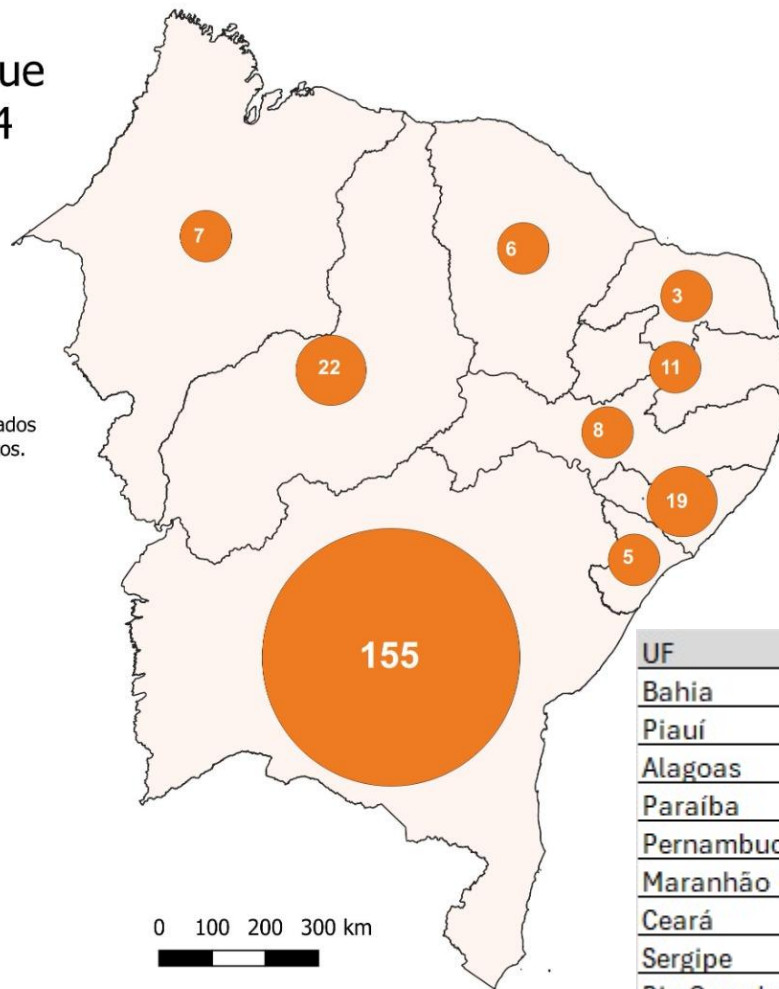 ue
4
7
6
3
11
22
8
ados
os.
19
5
155
UF
Bahia
Piauí
Alagoas
Paraíba
Pernambuc
Maranhão
Ceará
Sergipe
0 100 200 300 km